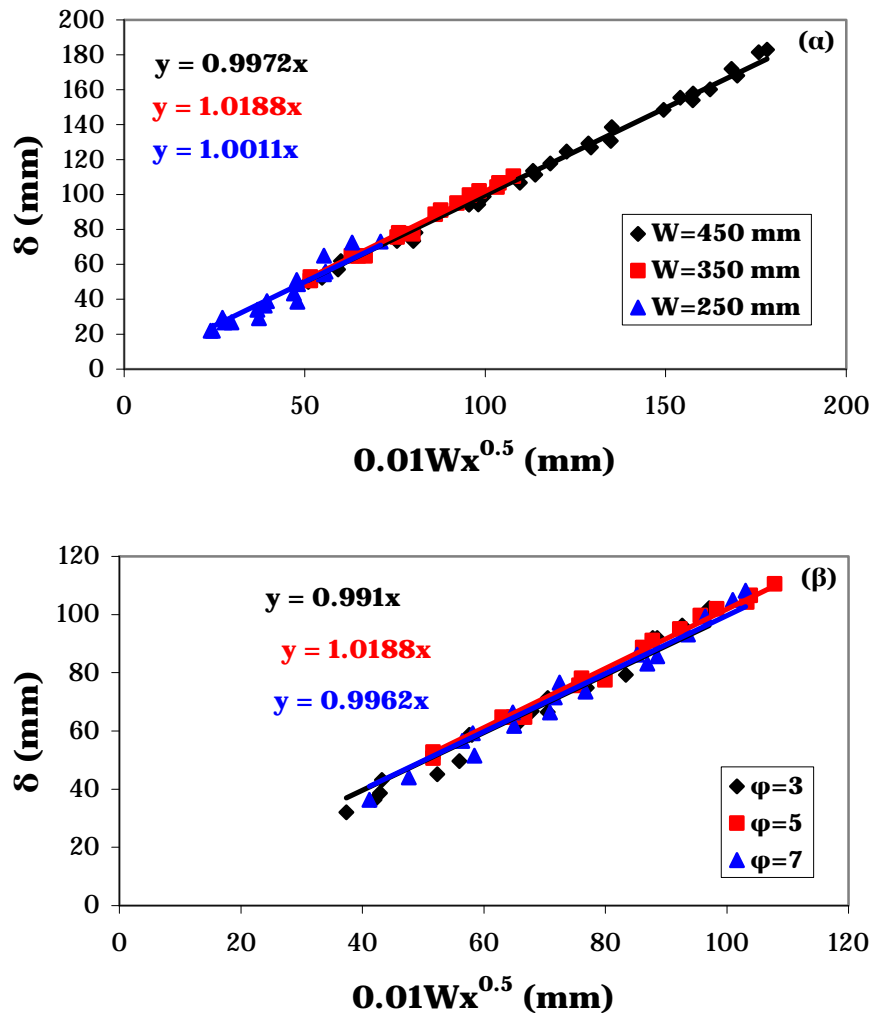 (α)
y = 0.9972x
y = 1.0188x
y = 1.0011x
δ (mm)
200
180
160
140
120
100
80
60
40
20
0
W=450 mm
W=350 mm
W=250 mm
0 50 100 150 200
0.01Wx^0.5 (mm)
(β)
y = 0.991x
y = 1.0188x
y = 0.9962x
δ (mm)
120
100
80
60
40
20
0
φ=3
φ=5
φ=7
0 20 40 60 80 100 120
0.01Wx^0.5 (mm)